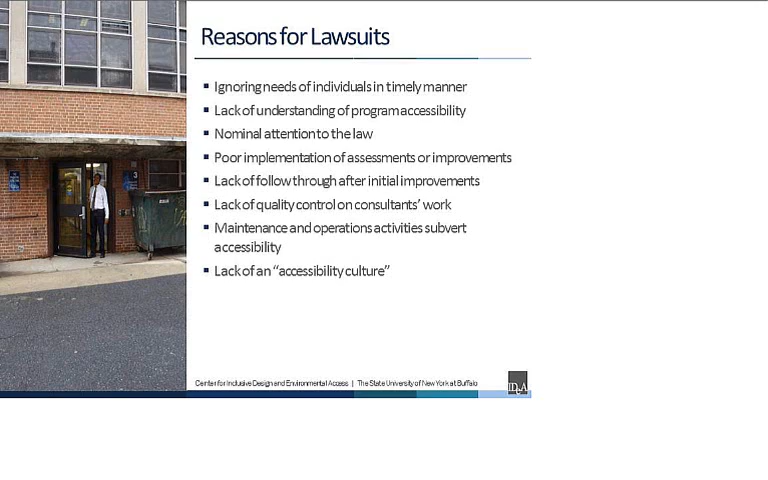 Reasons for Lawsuits
▪ Ignoring needs of individuals in timely manner
▪ Lack of understanding of program accessibility
▪ Nominal attention to the law
▪ Poor implementation of assessments or improvements
▪ Lack of follow through after initial improvements
▪ Lack of quality control on consultants’ work
▪ Maintenance and operations activities subvert
accessibility
▪ Lack of an “accessibility culture”
3
Center for Inclusive Design and Environmental Access | The State University of New York at Buffalo
IDeA